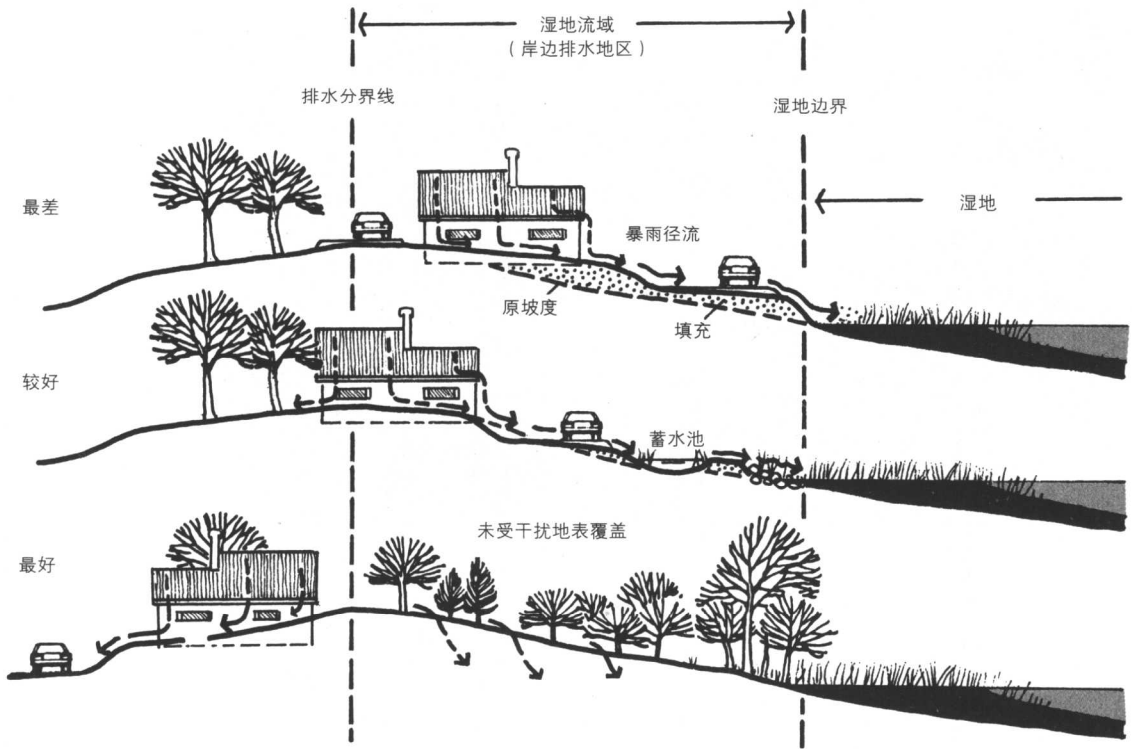 湿地流域
（岸边排水地区）
排水分界线
湿地边界
最差
湿地
暴雨径流
原坡度
填充
较好
蓄水池
未受干扰地表覆盖
最好